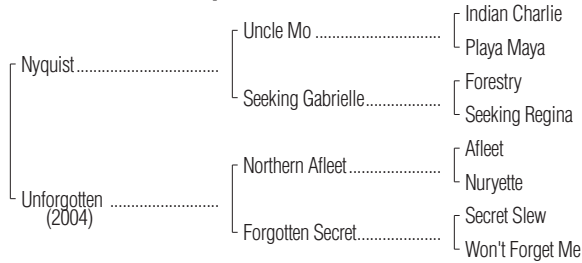 Indian Charlie
Uncle Mo ................................
Playa Maya
Nyquist....................................
Forestry
Seeking Gabrielle...................
Seeking Regina
Afleet
Northern Afleet.......................
Nuryette
Unforgotten ...........................
(2004)
Secret Slew
Forgotten Secret.....................
Won't Forget Me